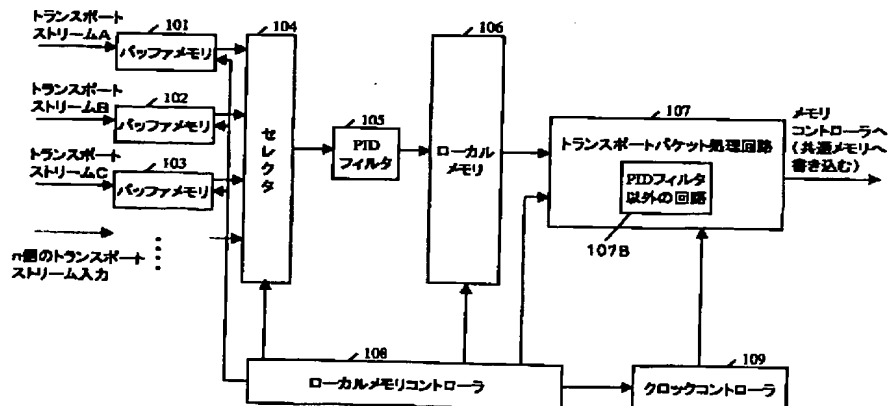 トランスポート
ストリームA
101
バッファメモリ
トランスポート
ストリームB
102
バッファメモリ
トランスポート
ストリームC
103
バッファメモリ
n個のトランスポート
ストリーム入力
104
セレクタ
105
PID
フィルタ
106
ローカル
メモリ
107
トランスポートパケット処理回路
PIDフィルタ
以外の回路
107B
メモリ
コントローラへ
(共通メモリへ
書き込む)
108
ローカルメモリコントローラ
109
クロックコントローラ